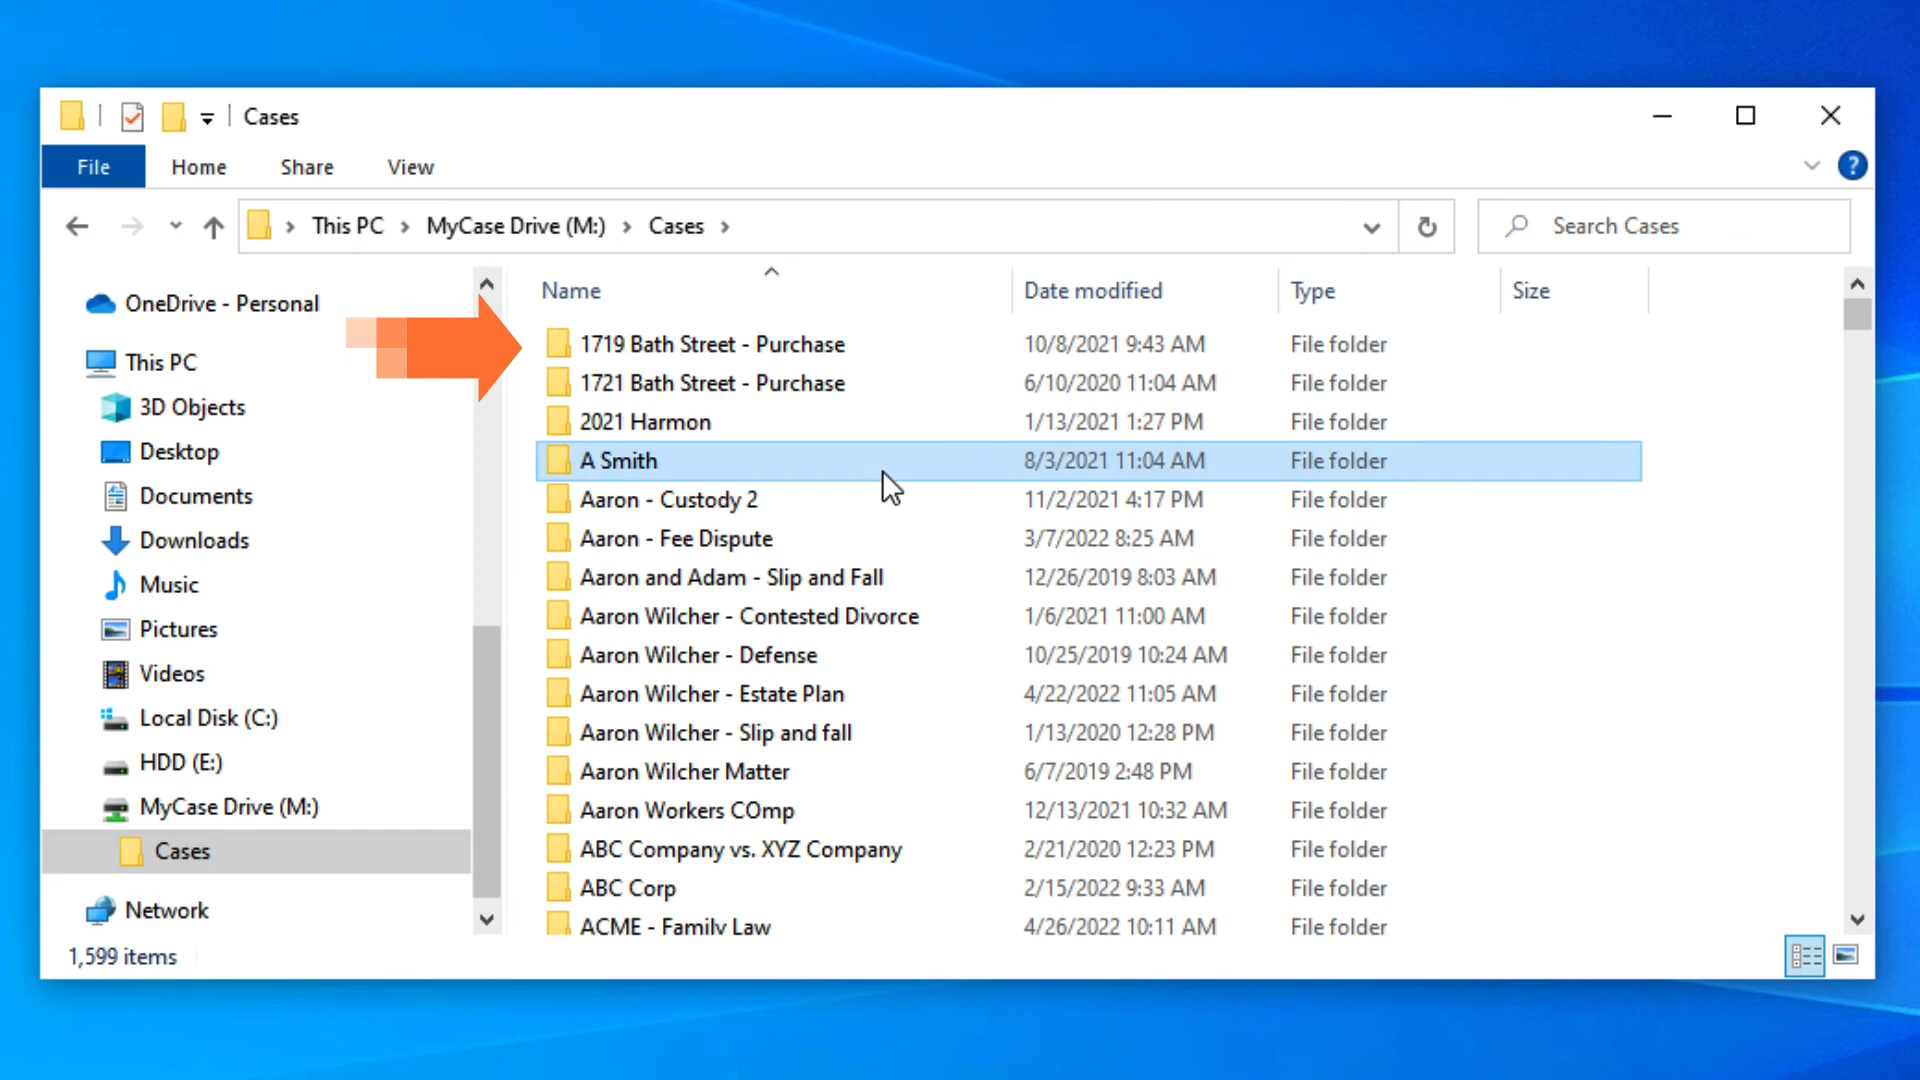 Cases
File Home Share View
?
This PC MyCase Drive (M:) Cases Search Cases
Name Date modified Type Size
OneDrive - Personal
This PC
3D Objects
Desktop
Documents
Downloads
Music
Pictures
Videos
Local Disk (C:)
HDD (E:)
MyCase Drive (M:)
Cases
Network
1719 Bath Street - Purchase 10/8/2021 9:43 AM File folder
1721 Bath Street - Purchase 6/10/2020 11:04 AM File folder
2021 Harmon 1/13/2021 1:27 PM File folder
A Smith 8/3/2021 11:04 AM File folder
Aaron - Custody 2 11/2/2021 4:17 PM File folder
Aaron - Fee Dispute 3/7/2022 8:25 AM File folder
Aaron and Adam - Slip and Fall 12/26/2019 8:03 AM File folder
Aaron Wilcher - Contested Divorce 1/6/2021 11:00 AM File folder
Aaron Wilcher - Defense 10/25/2019 10:24 AM File folder
Aaron Wilcher - Estate Plan 4/22/2022 11:05 AM File folder
Aaron Wilcher - Slip and fall 1/13/2020 12:28 PM File folder
Aaron Wilcher Matter 6/7/2019 2:48 PM File folder
Aaron Workers COmp 12/13/2021 10:32 AM File folder
ABC Company vs. XYZ Company 2/21/2020 12:23 PM File folder
ABC Corp 2/15/2022 9:33 AM File folder
ACME - Family Law 4/26/2022 10:11 AM File folder
1,599 items